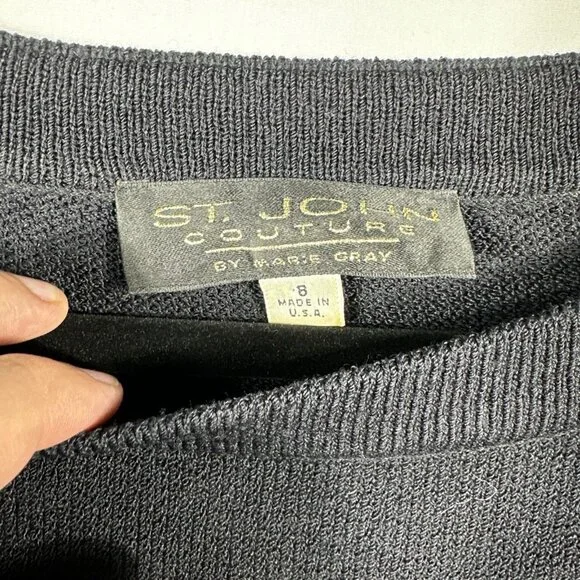 ST. JOHN
COUTURE
BY MARIE GRAY
8
MADE IN
U.S.A.